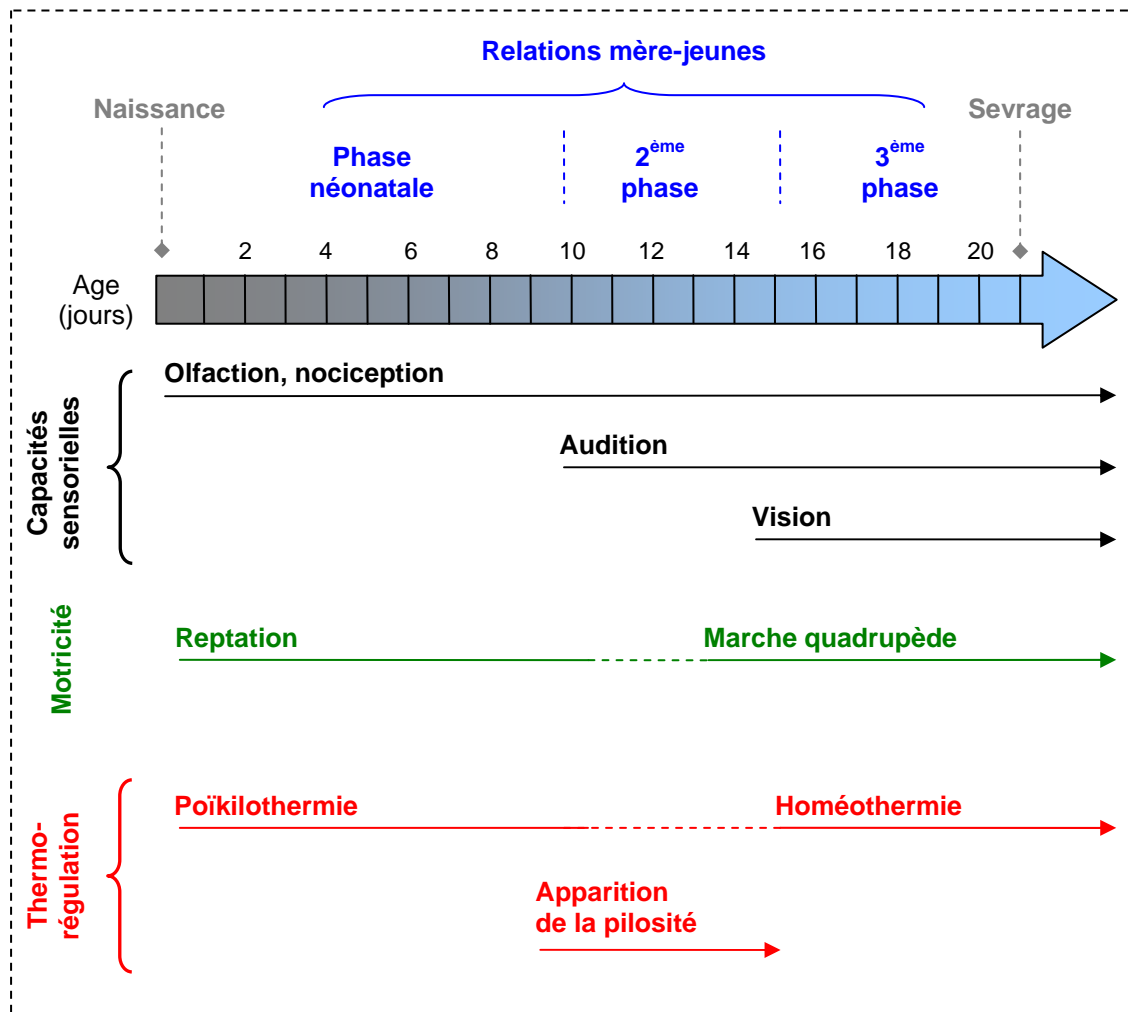 Relations mère-jeunes
Naissance
Sevrage
Phase
néonatale
2ème
phase
3ème
phase
2 4 6 8 10 12 14 16 18 20
Age
(jours)
Capacités
sensorielles
Olfaction, nociception
Audition
Vision
Motricité
Reptation
Marche quadrupède
Thermo-
régulation
Poïkilothermie
Homéothermie
Apparition
de la pilosité